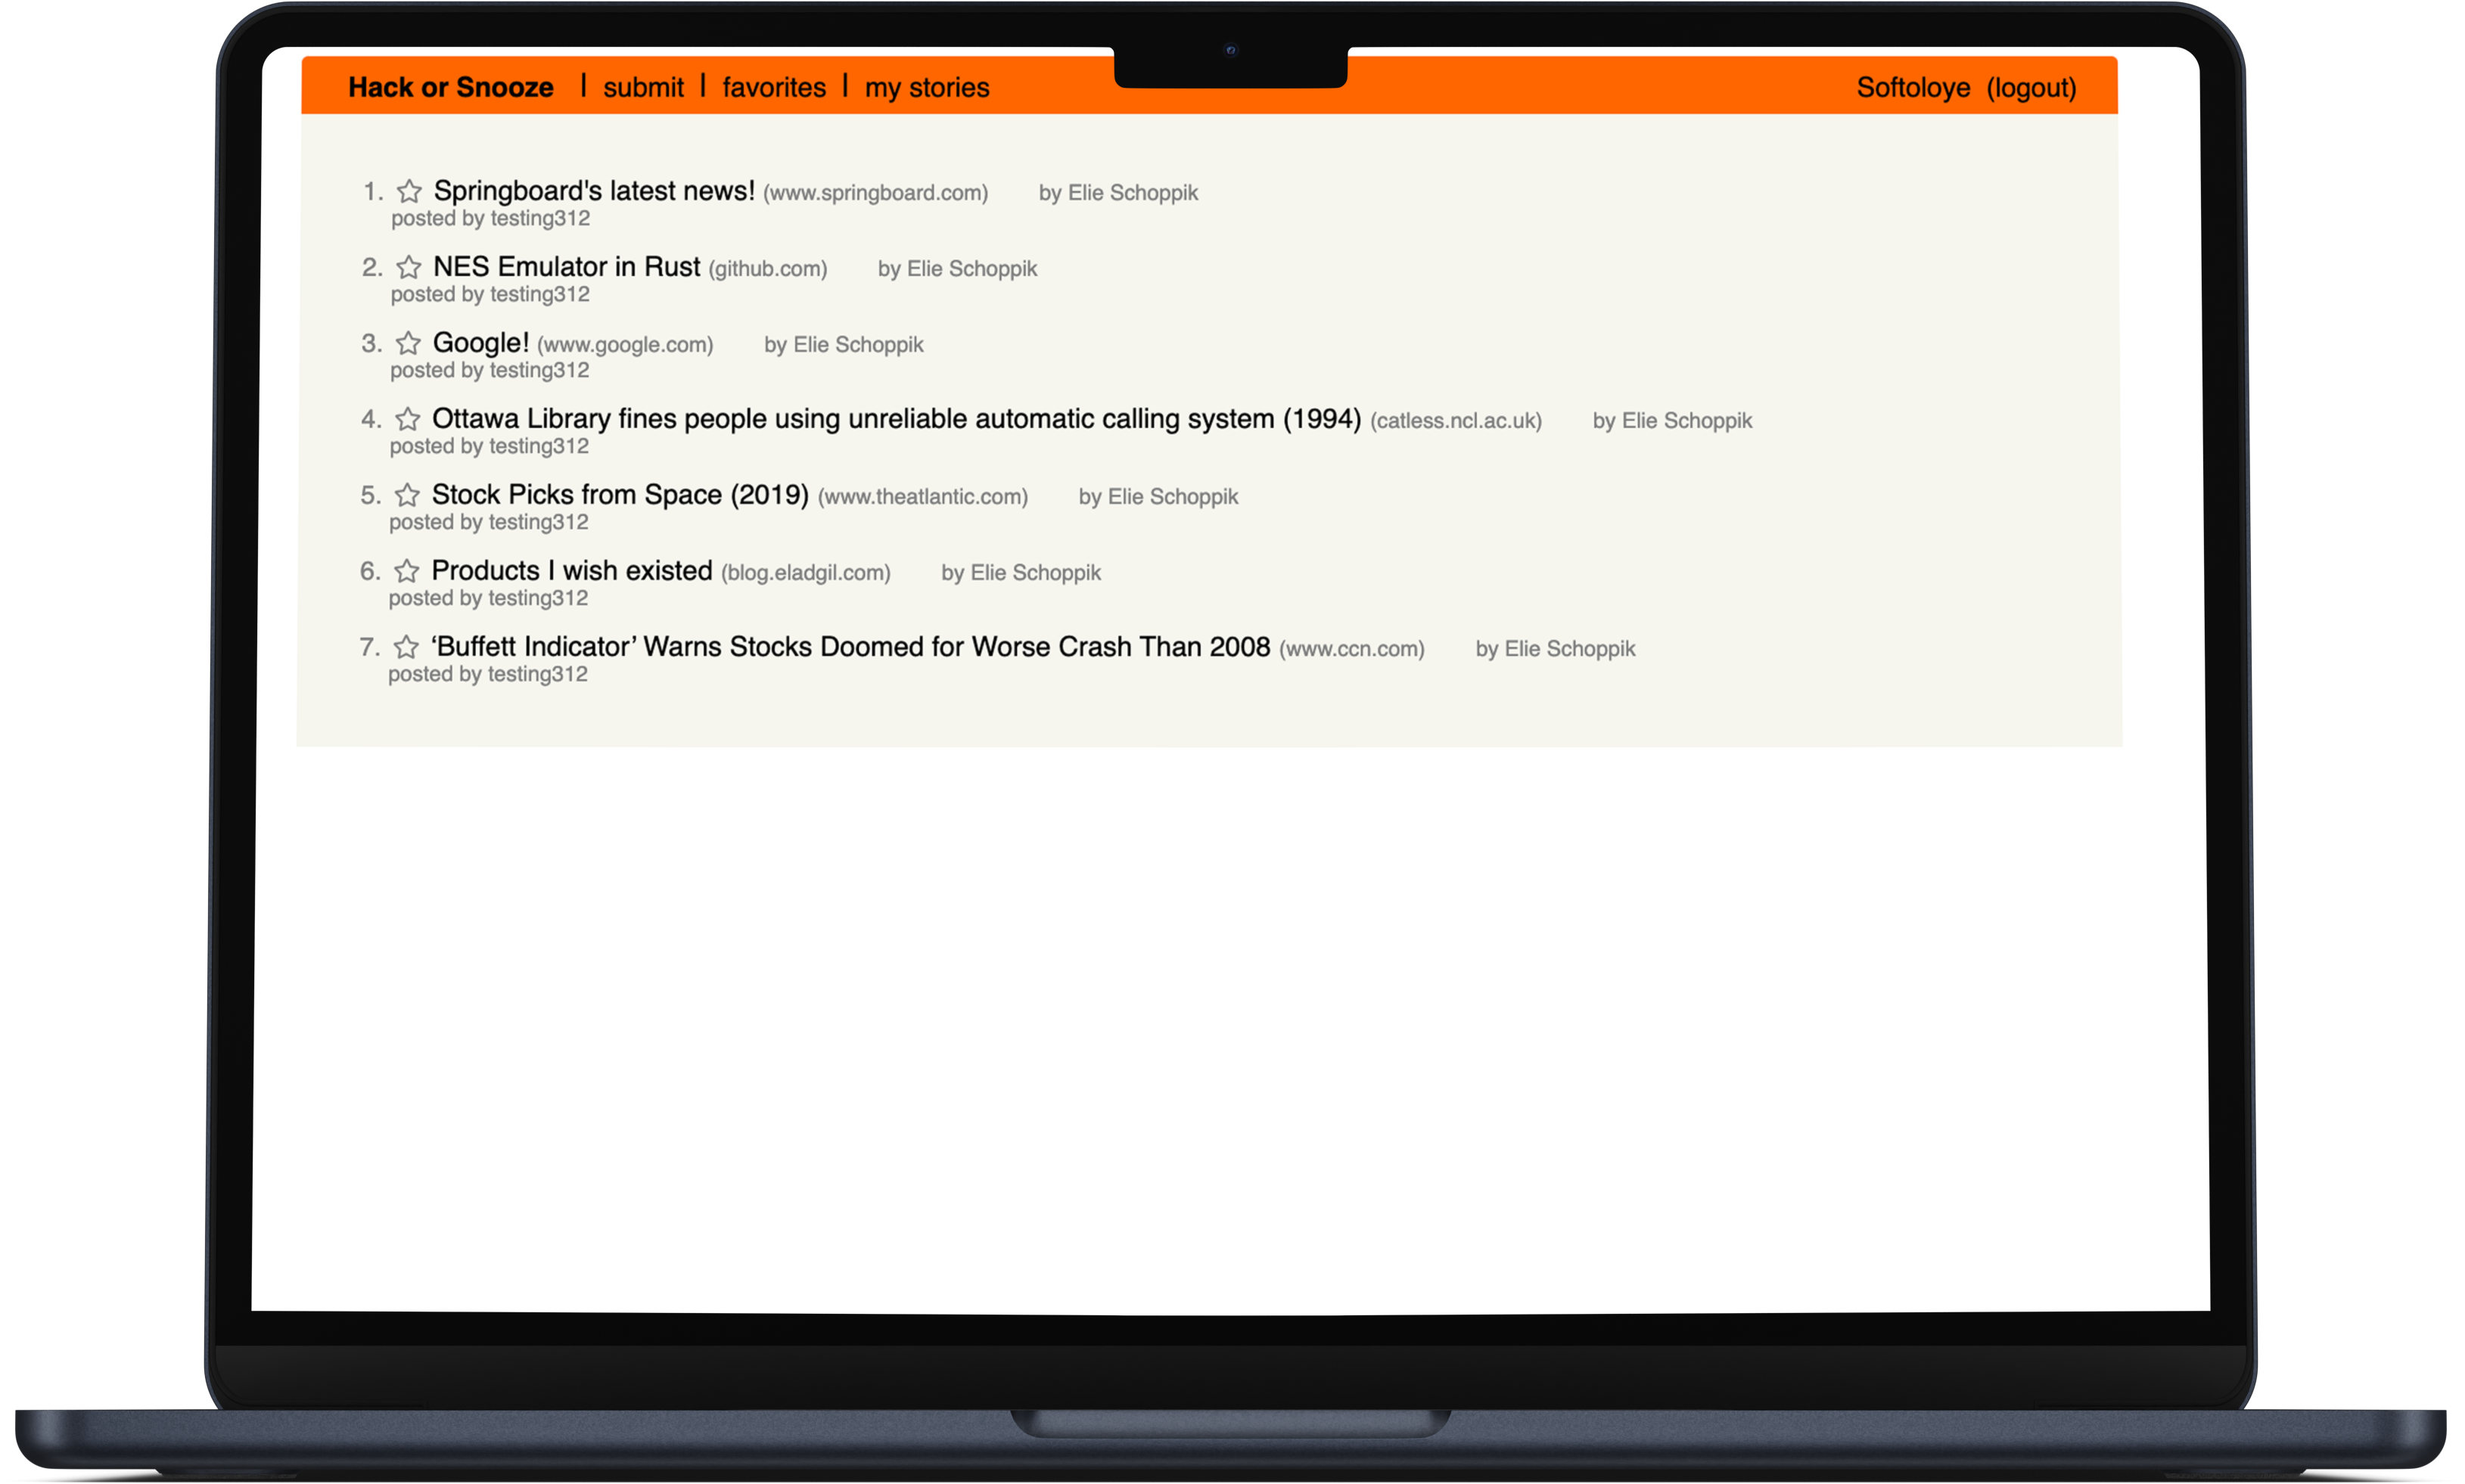 Hack or Snooze | submit | favorites | my stories Softoloye (logout)
1. ☆ Springboard's latest news! (www.springboard.com) by Elie Schoppik
posted by testing312
2. ☆ NES Emulator in Rust (github.com) by Elie Schoppik
posted by testing312
3. ☆ Google! (www.google.com) by Elie Schoppik
posted by testing312
4. ☆ Ottawa Library fines people using unreliable automatic calling system (1994) (catless.ncl.ac.uk) by Elie Schoppik
posted by testing312
5. ☆ Stock Picks from Space (2019) (www.theatlantic.com) by Elie Schoppik
posted by testing312
6. ☆ Products I wish existed (blog.eladgil.com) by Elie Schoppik
posted by testing312
7. ☆ ‘Buffett Indicator’ Warns Stocks Doomed for Worse Crash Than 2008 (www.ccn.com) by Elie Schoppik
posted by testing312